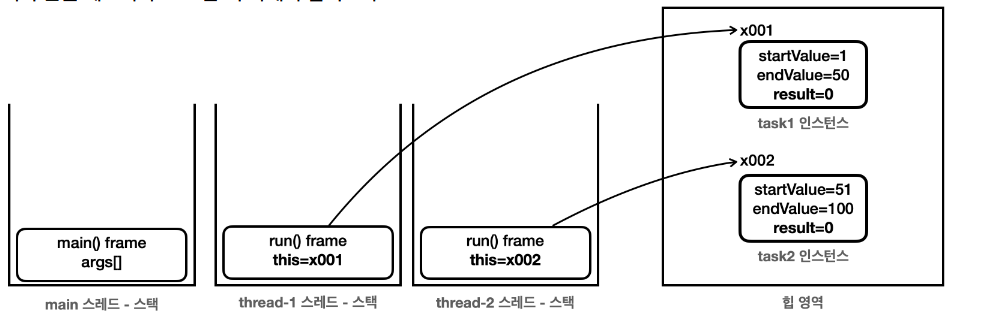 main() frame
args[]
main 스레드 - 스택
run() frame
this=x001
thread-1 스레드 - 스택
run() frame
this=x002
thread-2 스레드 - 스택
x001
startValue=1
endValue=50
result=0
task1 인스턴스
x002
startValue=51
endValue=100
result=0
task2 인스턴스
힙 영역